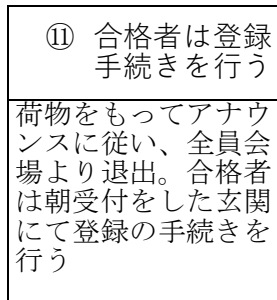 ⑪ 合格者は登録
手続きを行う
荷物をもってアナウ
ンスに従い、全員会
場より退出。合格者
は朝受付をした玄関
にて登録の手続きを
行う